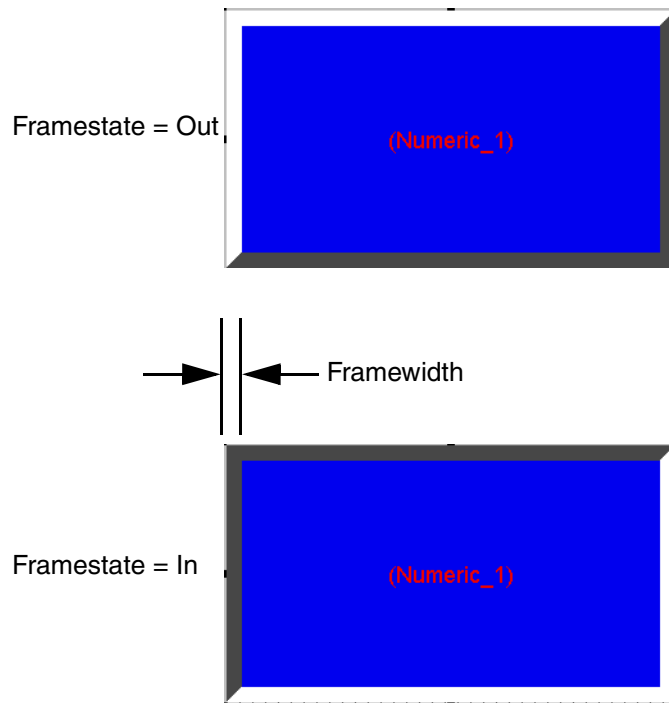 Framestate = Out
(Numeric_1)
Framewidth
Framestate = In
(Numeric_1)